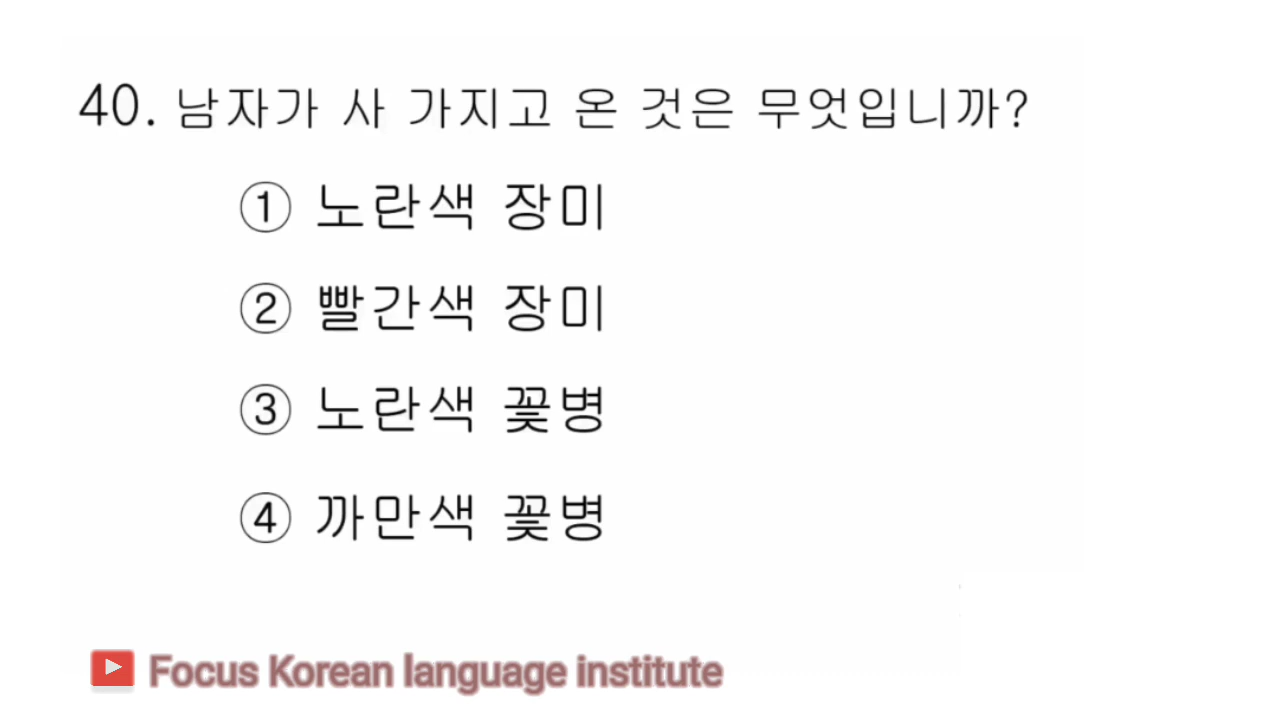 40. 남자가 사 가지고 온 것은 무엇입니까?
① 노란색 장미
② 빨간색 장미
③ 노란색 꽃병
④ 까만색 꽃병
Focus Korean language institute